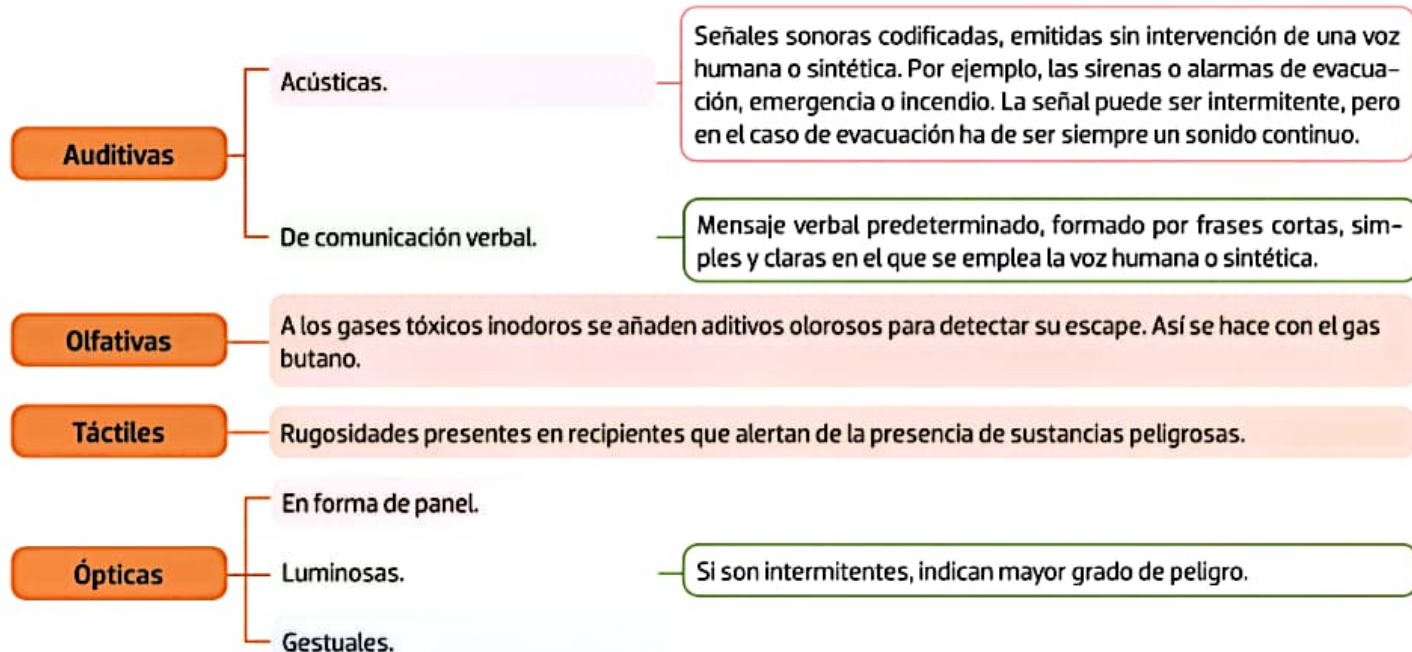 Auditivas
Acústicas.
Señales sonoras codificadas, emitidas sin intervención de una voz
humana o sintética. Por ejemplo, las sirenas o alarmas de evacua-
ción, emergencia o incendio. La señal puede ser intermitente, pero
en el caso de evacuación ha de ser siempre un sonido continuo.
De comunicación verbal.
Mensaje verbal predeterminado, formado por frases cortas, sim-
ples y claras en el que se emplea la voz humana o sintética.
Olfativas
A los gases tóxicos inodoros se añaden aditivos olorosos para detectar su escape. Así se hace con el gas
butano.
Táctiles
Rugosidades presentes en recipientes que alertan de la presencia de sustancias peligrosas.
Ópticas
En forma de panel.
Luminosas.
Si son intermitentes, indican mayor grado de peligro.
Gestuales.